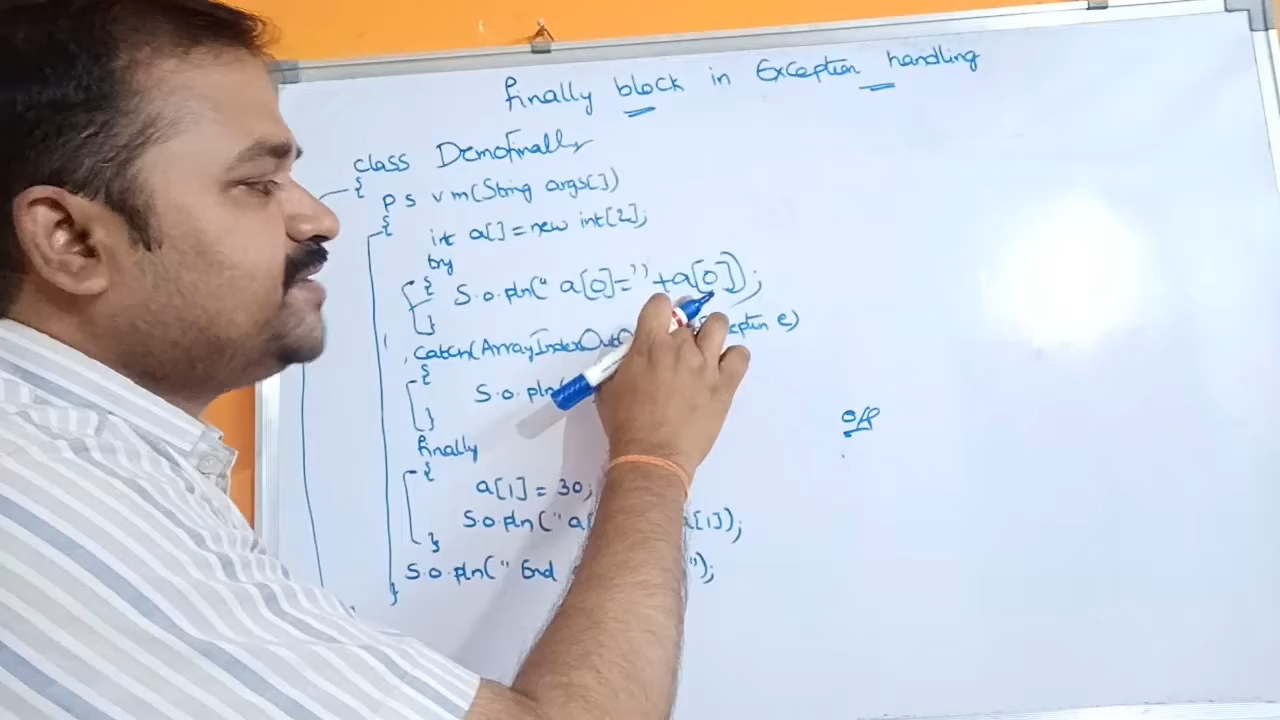 finally block in Exception handling
class Demofinally
{
p s v m(String args[])
{
int a[]=new int[2];
try
{
S.o.pln(" a[0]="+a[0]);
}
catch(ArrayIndexOut e)
{
S.o.pln(
}
finally
{
a[1]= 30;
S.o.pln("a[ a[1]);
}
S.o.pln(" End ");
}
o/p